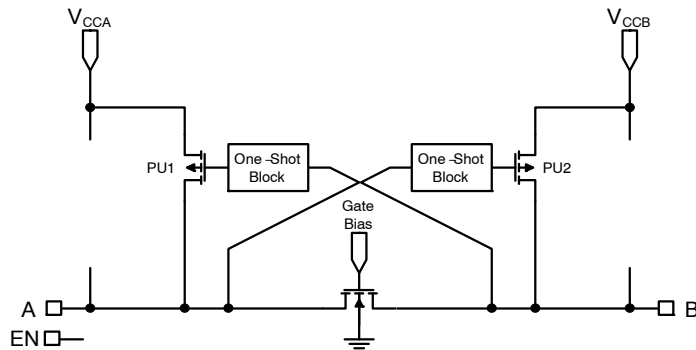 VCCA
VCCB
PU1
One-Shot
Block
One-Shot
Block
PU2
Gate
Bias
A
B
EN